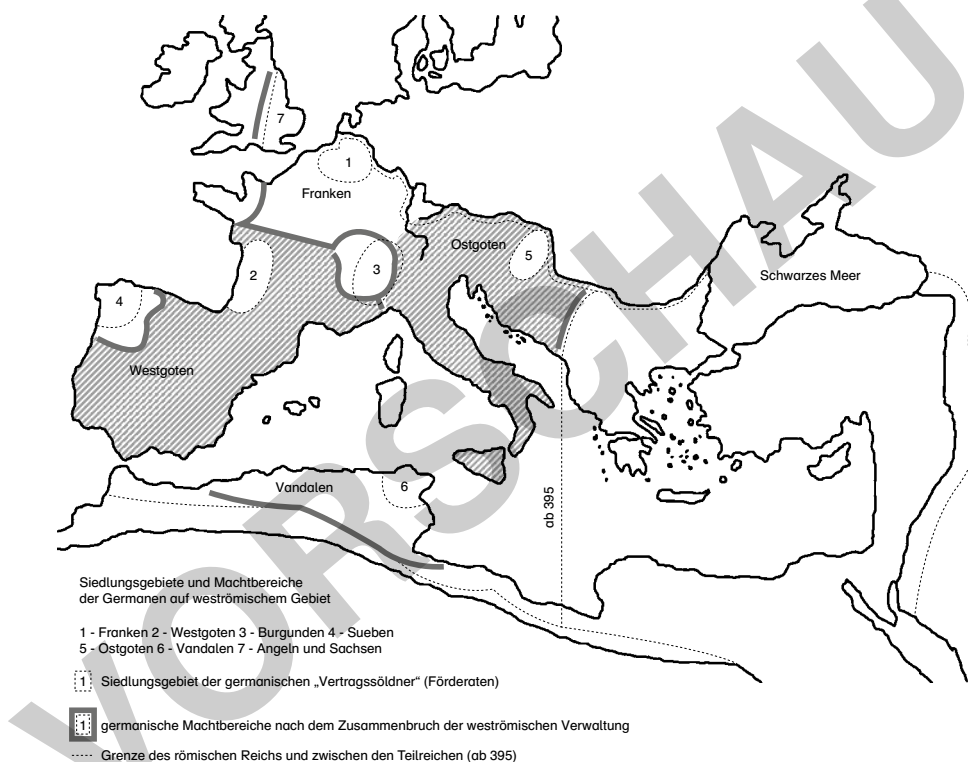 7
1
Franken
Ostgoten
2
3
5
Schwarzes Meer
4
Westgoten
Vandalen
6
ab 395
Siedlungsgebiete und Machtbereiche
der Germanen auf weströmischem Gebiet
1 - Franken 2 - Westgoten 3 - Burgunden 4 - Sueben
5 - Ostgoten 6 - Vandalen 7 - Angeln und Sachsen
1 Siedlungsgebiet der germanischen „Vertragssöldner“ (Förderaten)
1 germanische Machtbereiche nach dem Zusammenbruch der weströmischen Verwaltung
Grenze des römischen Reichs und zwischen den Teilreichen (ab 395)
VORSCHAU